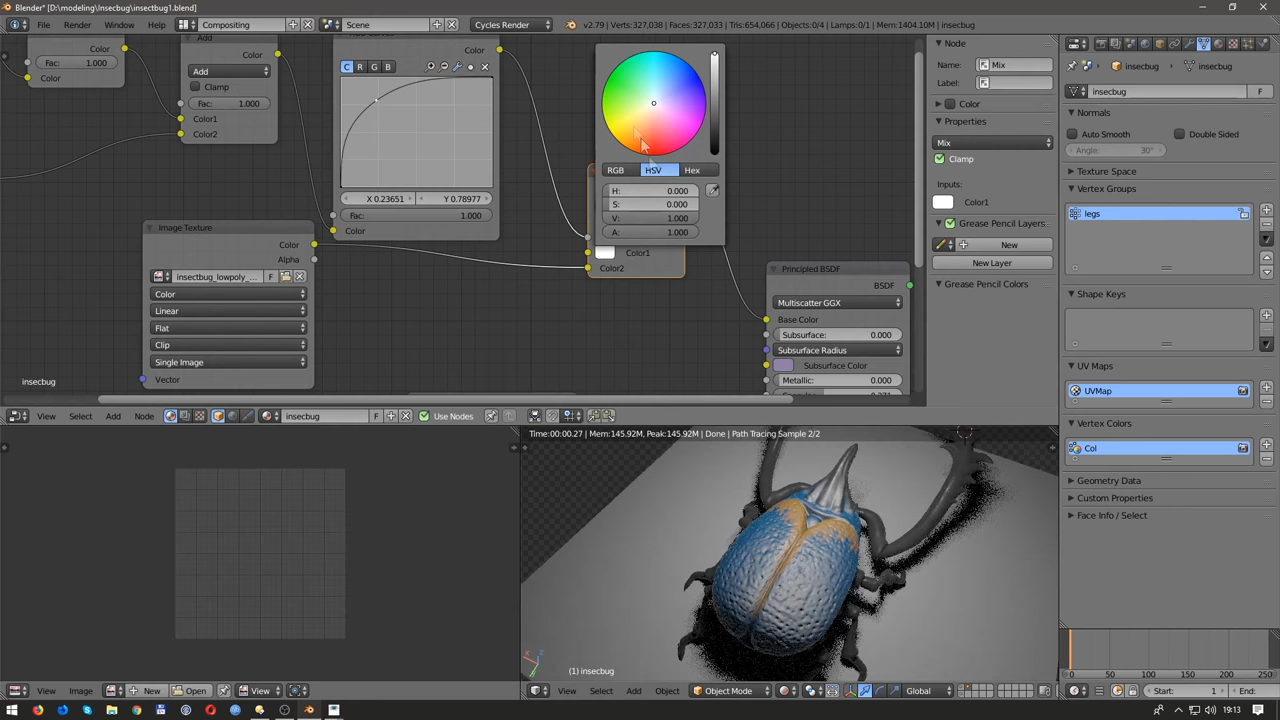 Blender* [D:\modeling\Insecbug\insectbug1.blend]
File
Render
Window
Help
Compositing
Scene
Cycles Render
v2.79 | Verts:327,038 | Faces:327,033 | Tris:654,066 | Objects:0/4 | Lamps:0/1 | Mem:1404.10M | insecbug
Color
Fac: 1.000
Color
Add
Color
Add
Clamp
Fac: 1.000
Color1
Color2
Color
C R G B
X 0.23651
Y 0.78977
Fac: 1.000
Color
Image Texture
Color
Alpha
insectbug_lowpoly_...
F
Color
Linear
Flat
Clip
Single Image
Vector
RGB
HSV
Hex
H: 0.000
S: 0.000
V: 1.000
A: 1.000
Color1
Color2
Principled BSDF
BSDF
Multiscatter GGX
Base Color
Subsurface: 0.000
Subsurface Radius
Subsurface Color
Metallic: 0.000
insecbug
View
Select
Add
Node
insecbug
F
Use Nodes
Node
Name:
Mix
Label:
Color
Properties
Mix
Clamp
Inputs:
Color1
Grease Pencil Layers
New
New Layer
Grease Pencil Colors
insecbug
insecbug
insecbug
F
Normals
Auto Smooth
Double Sided
Angle: 30°
Texture Space
Vertex Groups
legs
Shape Keys
UV Maps
UVMap
Vertex Colors
Col
Geometry Data
Custom Properties
Face Info / Select
Time:00:00.27 | Mem:145.92M, Peak:145.92M | Done | Path Tracing Sample 2/2
(1) insecbug
View
Image
New
Open
View
View
Select
Add
Object
Object Mode
Global
0
50
100
150
200
250
Start: 1
End:
19:13